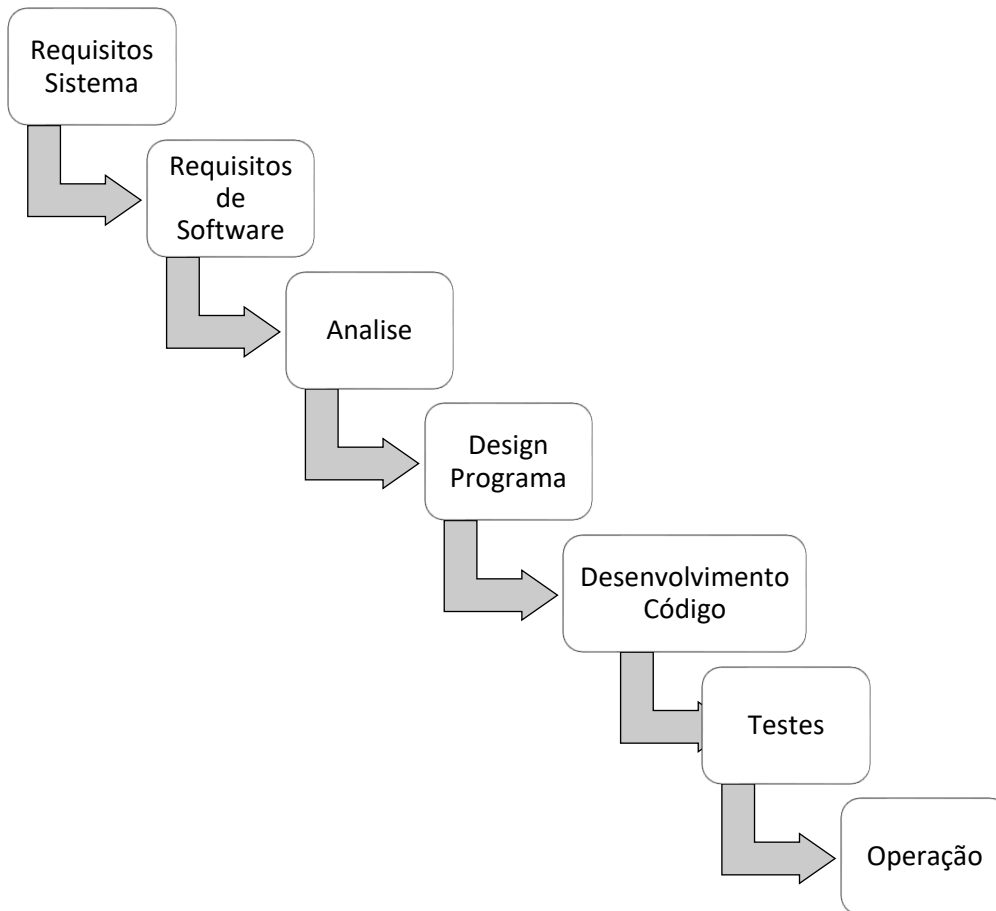 Requisitos
Sistema
Requisitos
de
Software
Analise
Design
Programa
Desenvolvimento
Código
Testes
Operação